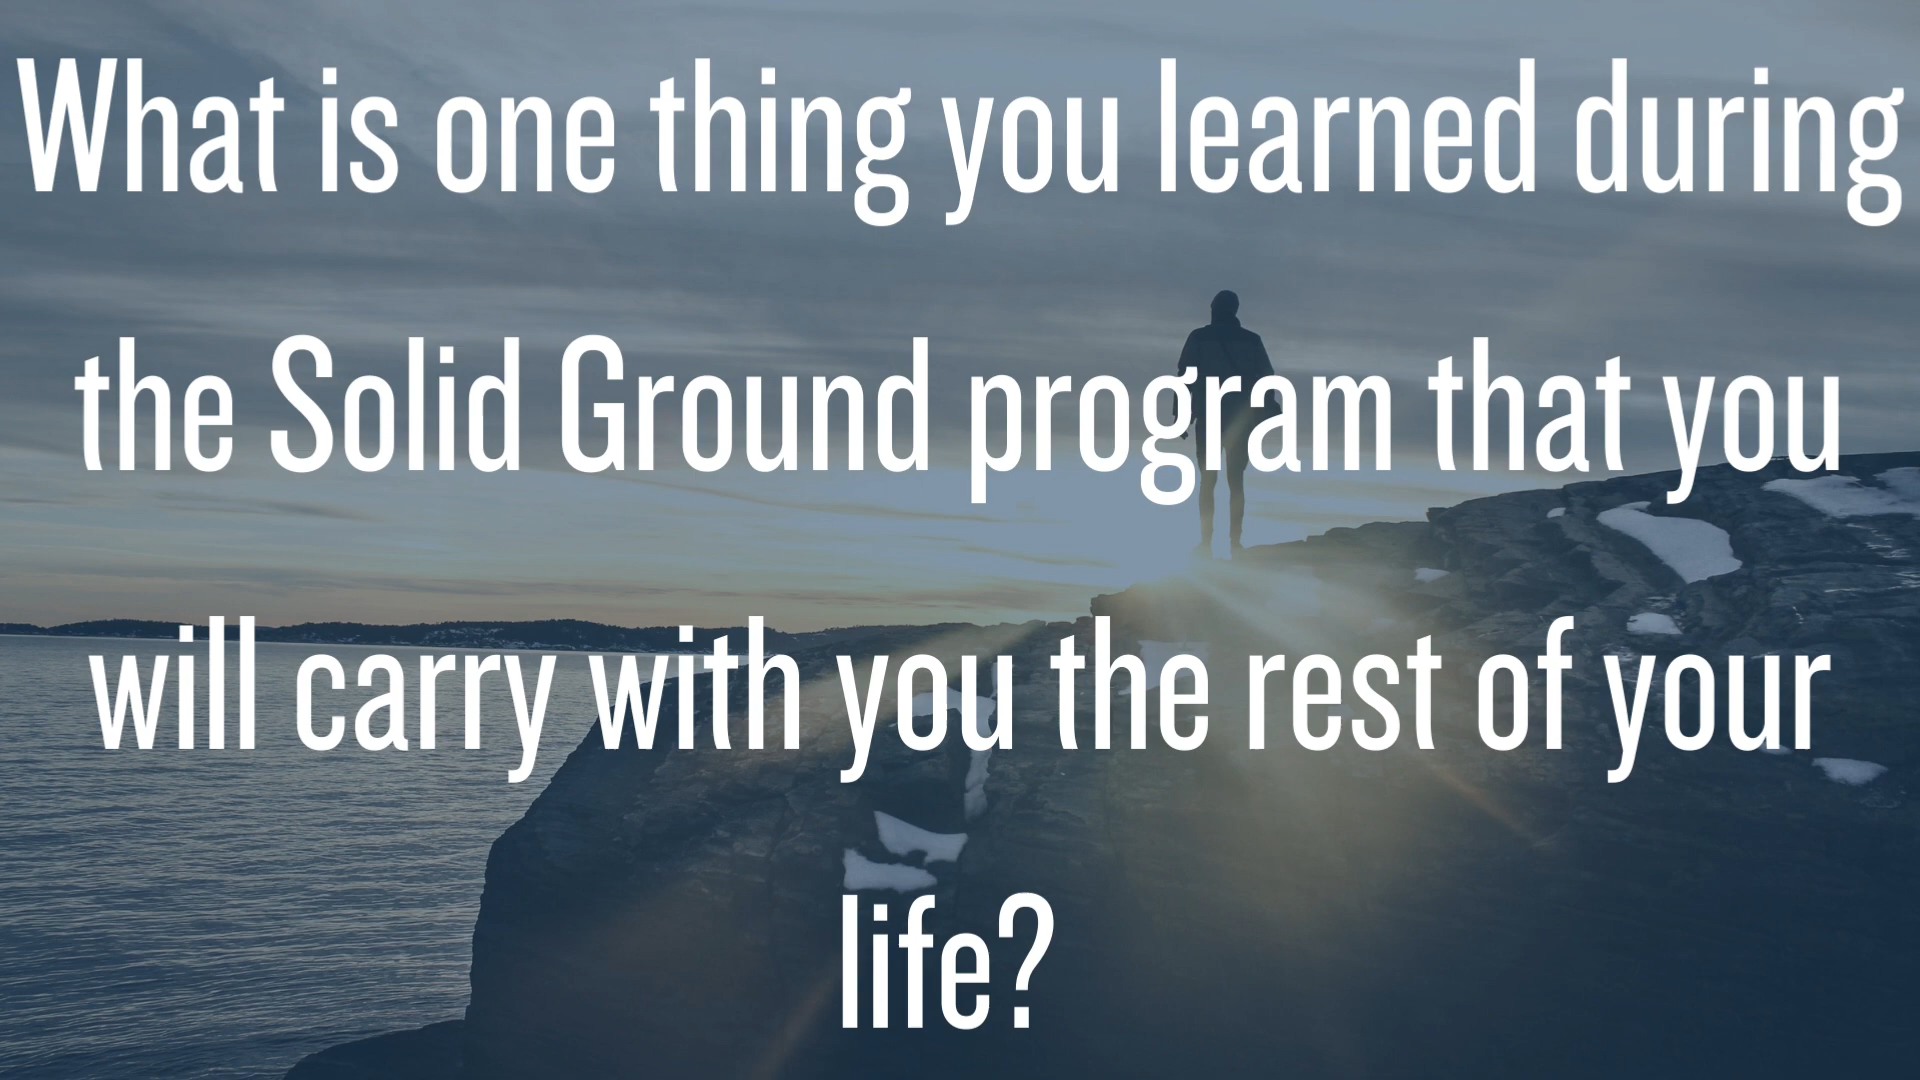 What is one thing you learned during
the Solid Ground program that you
will carry with you the rest of your
life?